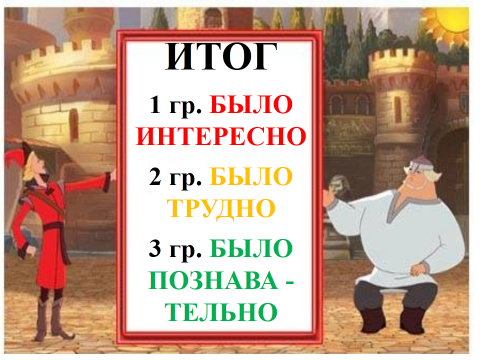 ИТОГ
1 гр. БЫЛО
ИНТЕРЕСНО
2 гр. БЫЛО
ТРУДНО
3 гр. БЫЛО
ПОЗНАВА -
ТЕЛЬНО